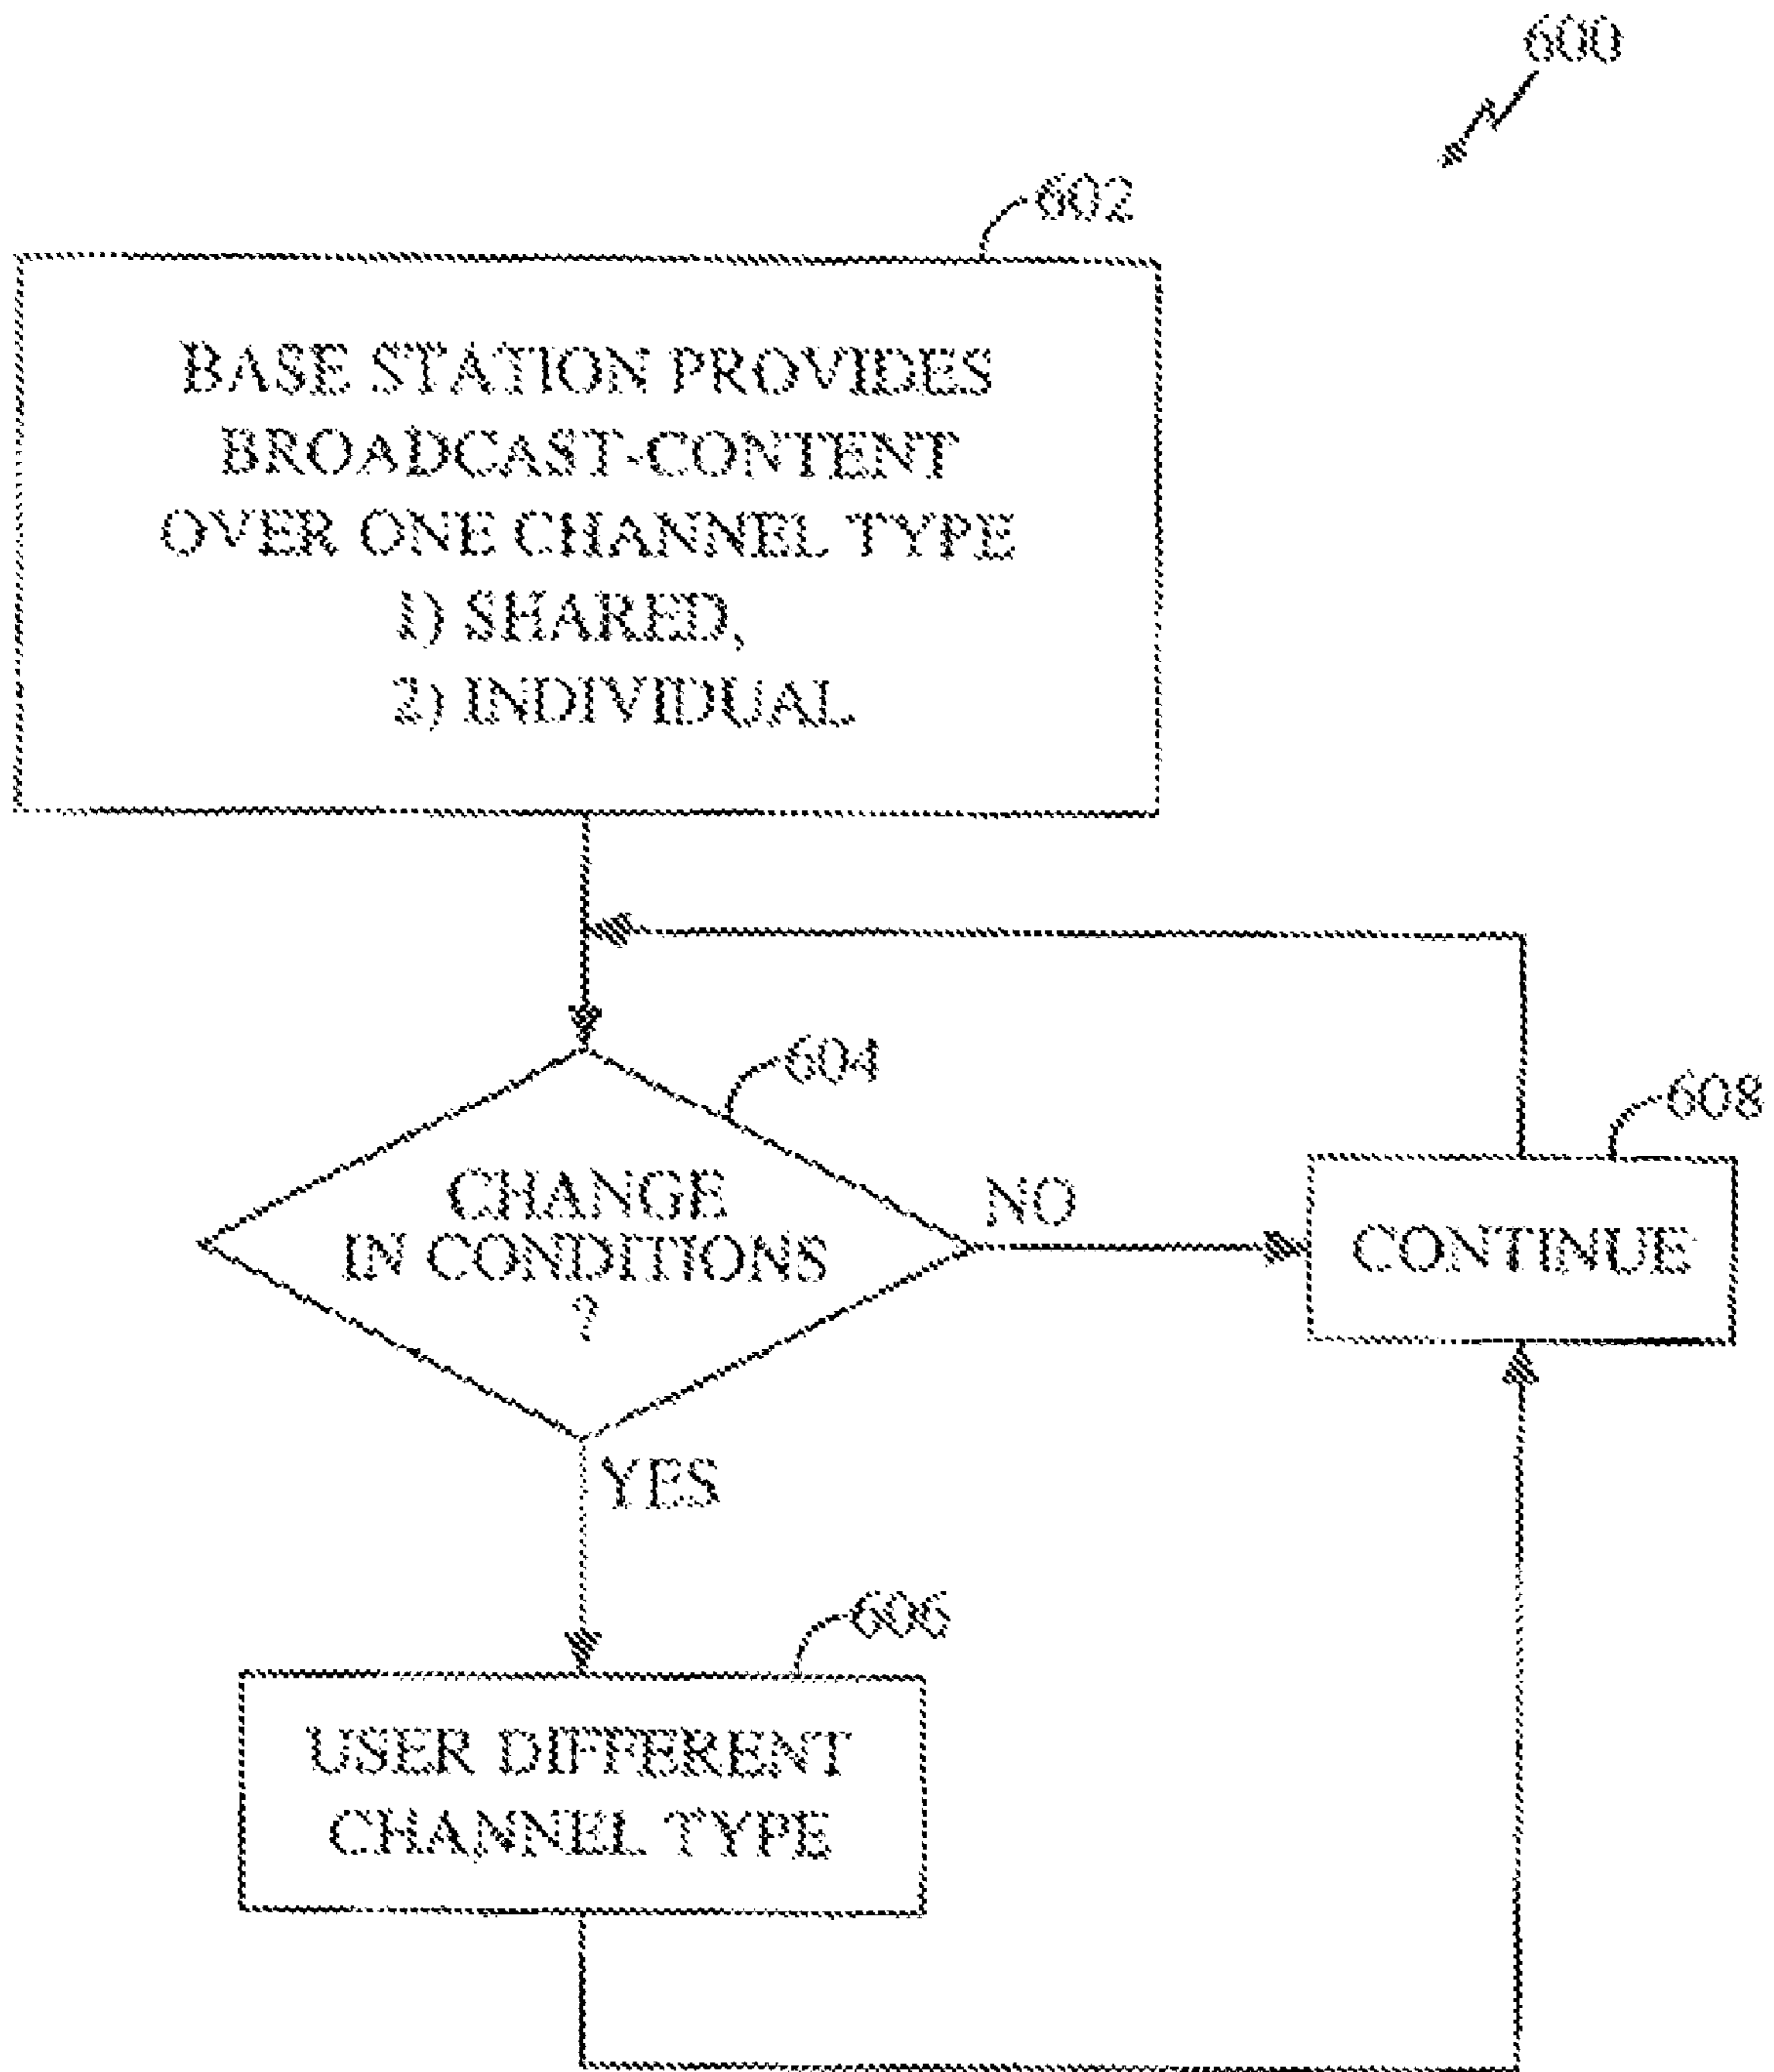 600
602
BASE STATION PROVIDES
BROADCAST-CONTENT
OVER ONE CHANNEL TYPE
1) SHARED,
2) INDIVIDUAL
604
CHANGE
IN CONDITIONS
?
NO
608
CONTINUE
YES
606
USER DIFFERENT
CHANNEL TYPE